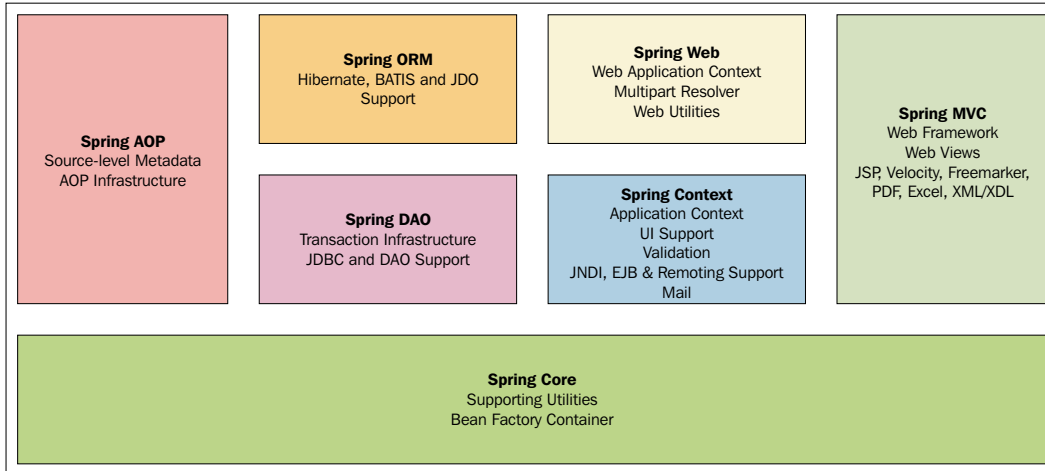 Spring AOP
Source-level Metadata
AOP Infrastructure
Spring ORM
Hibernate, BATIS and JDO
Support
Spring Web
Web Application Context
Multipart Resolver
Web Utilities
Spring DAO
Transaction Infrastructure
JDBC and DAO Support
Spring Context
Application Context
UI Support
Validation
JNDI, EJB & Remoting Support
Mail
Spring MVC
Web Framework
Web Views
JSP, Velocity, Freemarker,
PDF, Excel, XML/XDL
Spring Core
Supporting Utilities
Bean Factory Container